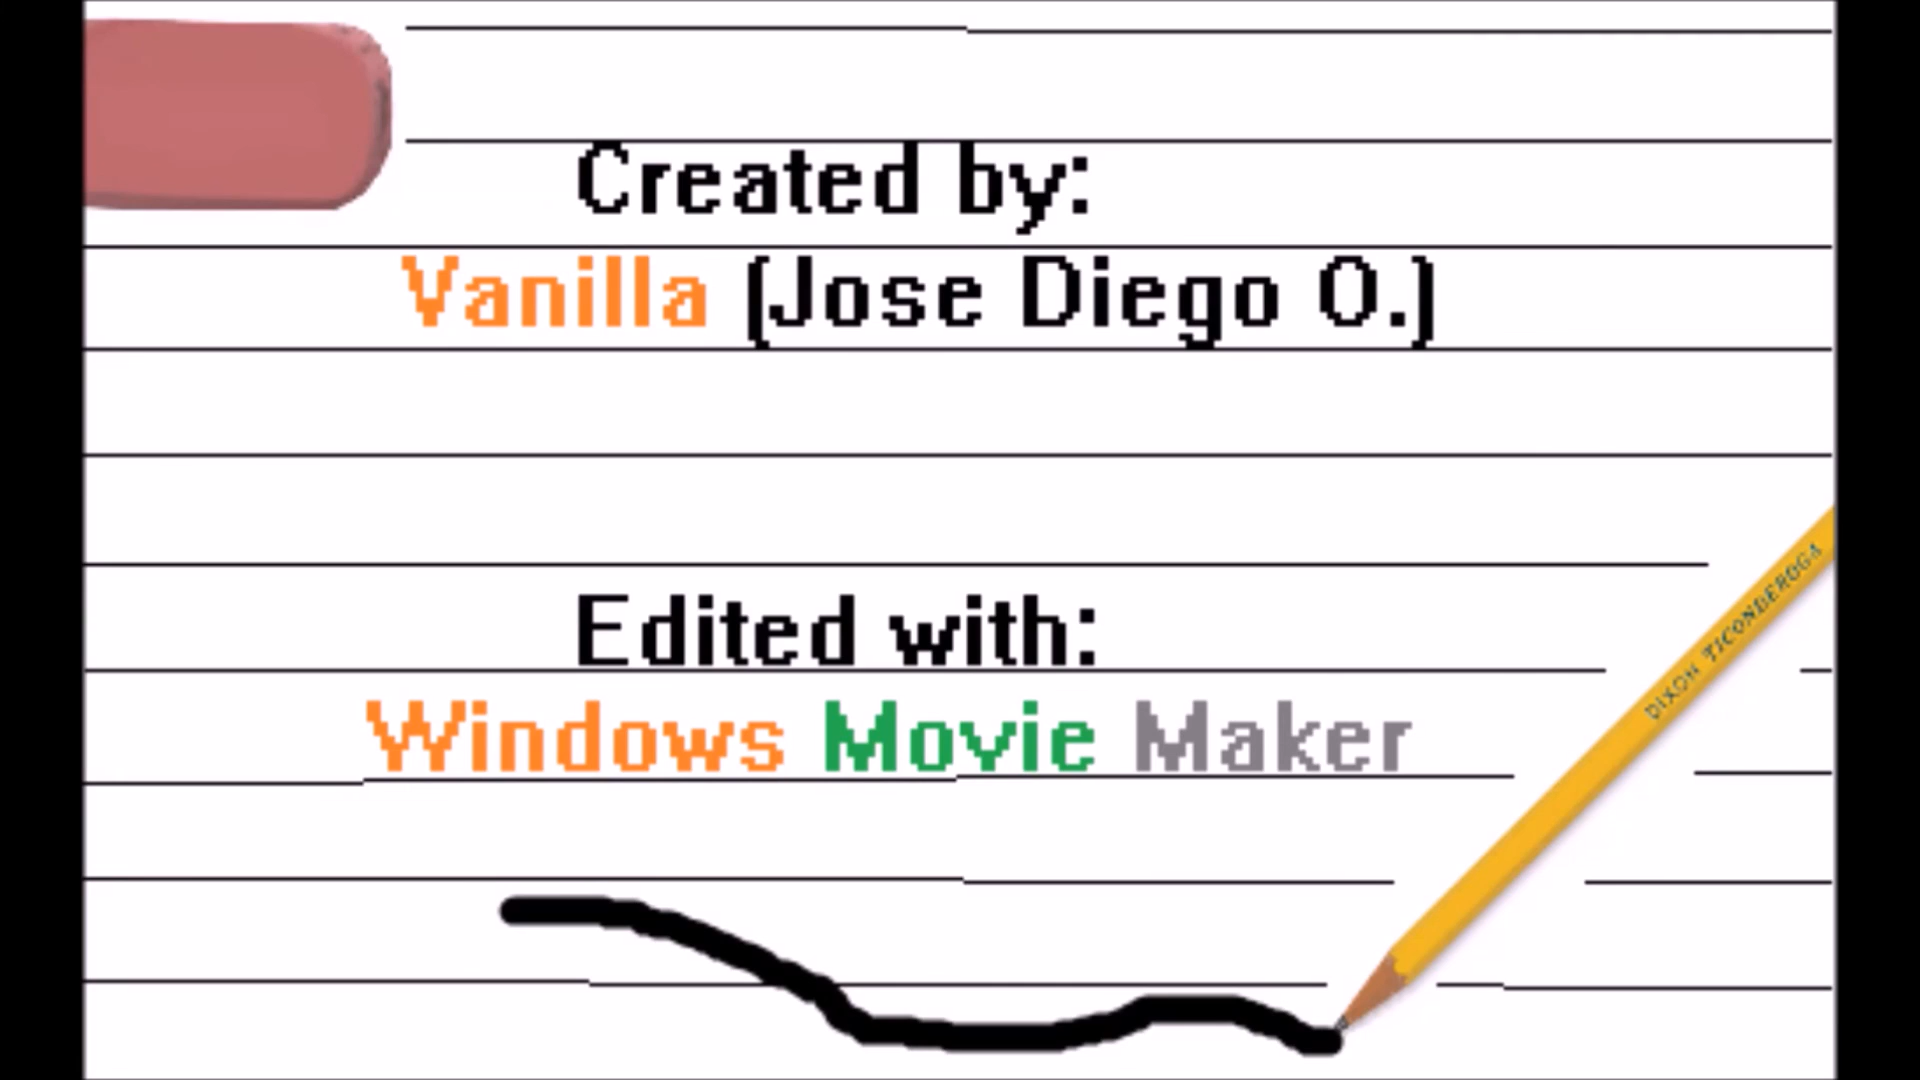 Created by:
Vanilla (Jose Diego O.)
Edited with:
Windows Movie Maker
DIXON TICONDEROGA